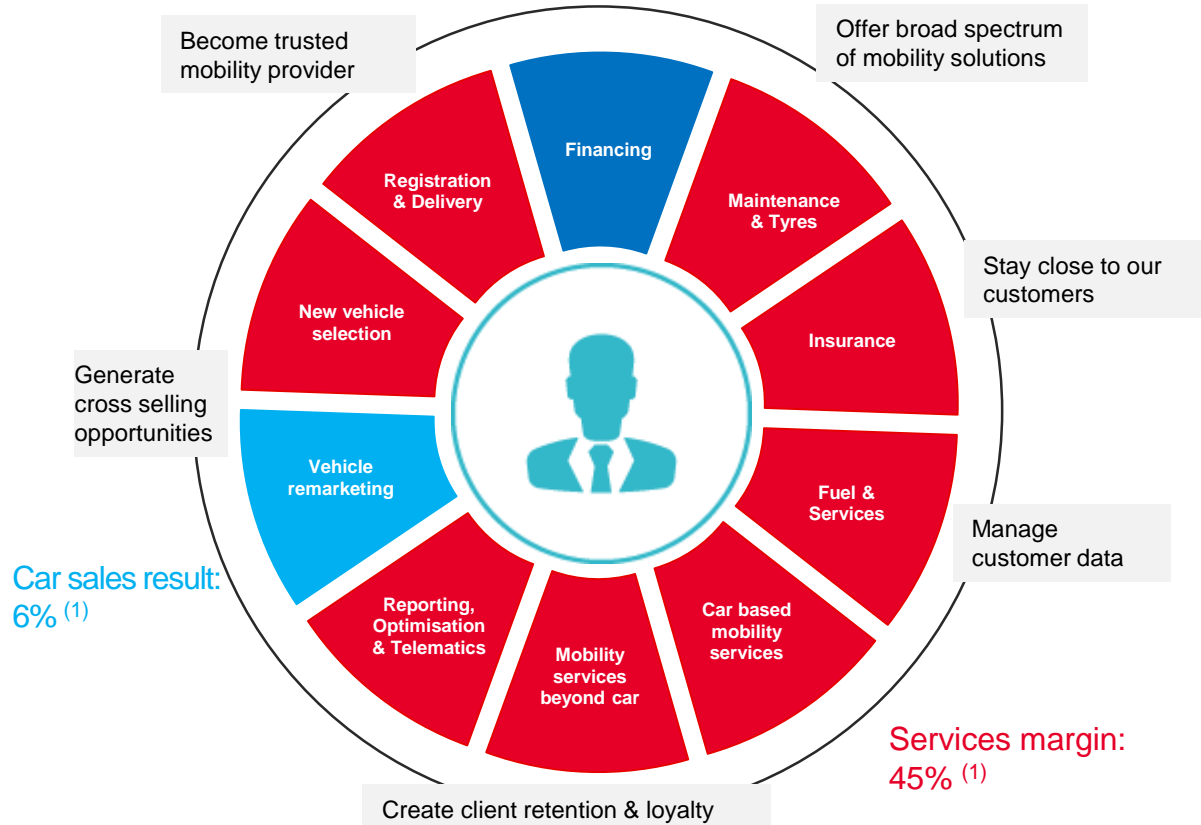 Become trusted
mobility provider
Offer broad spectrum
of mobility solutions
Financing
Registration
& Delivery
Maintenance
& Tyres
Stay close to our
customers
New vehicle
selection
Insurance
Generate
cross selling
opportunities
Vehicle
remarketing
Fuel &
Services
Manage
customer data
Car sales result:
6% (1)
Reporting,
Optimisation
& Telematics
Mobility
services
beyond car
Car based
mobility
services
Services margin:
45% (1)
Create client retention & loyalty